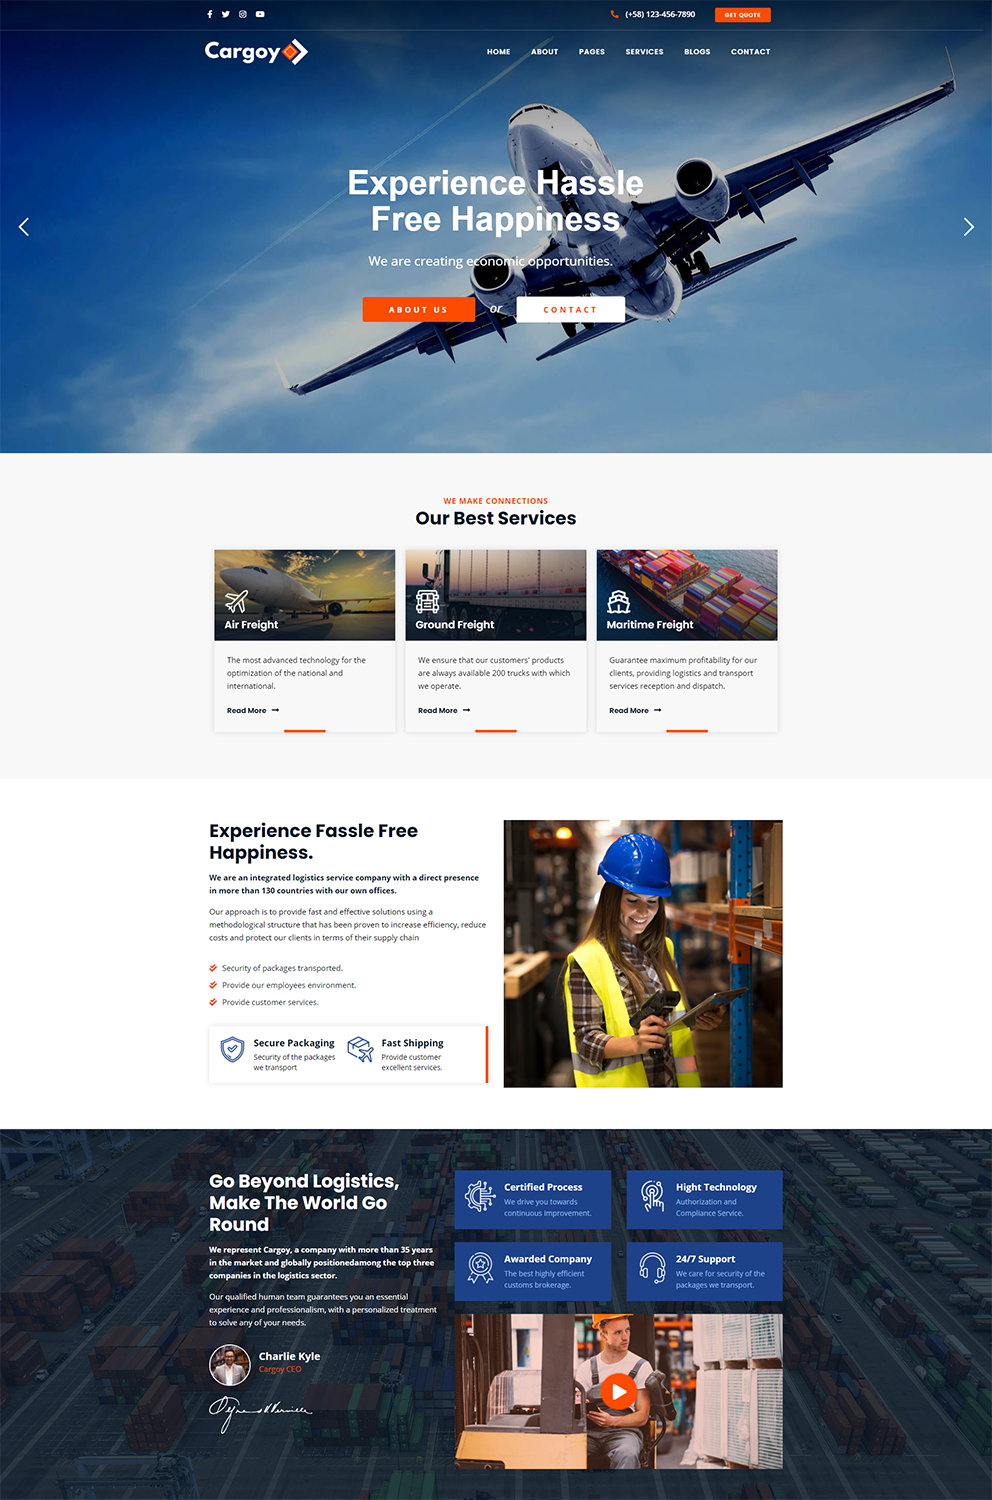 (+58) 123-456-7890
GET QUOTE
Cargoy
HOME ABOUT PAGES SERVICES BLOGS CONTACT
Experience Hassle
Free Happiness
We are creating economic opportunities.
ABOUT US or CONTACT
WE MAKE CONNECTIONS
Our Best Services
Air Freight
The most advanced technology for the
optimization of the national and
international.
Read More
Ground Freight
We ensure that our customers' products
are always available 200 trucks with which
we operate.
Read More
Maritime Freight
Guarantee maximum profitability for our
clients, providing logistics and transport
services reception and dispatch.
Read More
Experience Fassle Free
Happiness.
We are an integrated logistics service company with a direct presence
in more than 130 countries with our own offices.
Our approach is to provide fast and effective solutions using a
methodological structure that has been proven to increase efficiency, reduce
costs and protect our clients in terms of their supply chain
Security of packages transported.
Provide our employees environment.
Provide customer services.
Secure Packaging
Security of the packages
we transport
Fast Shipping
Provide customer
excellent services.
Go Beyond Logistics,
Make The World Go
Round
We represent Cargoy, a company with more than 35 years
in the market and globally positionedamong the top three
companies in the logistics sector.
Our qualified human team guarantees you an essential
experience and professionalism, with a personalized treatment
to solve any of your needs.
Charlie Kyle
Cargoy CEO
Certified Process
We drive you towards
continuous improvement.
Hight Technology
Authorization and
Compliance Service.
Awarded Company
The best highly efficient
customs brokerage.
24/7 Support
We care for security of the
packages we transport.